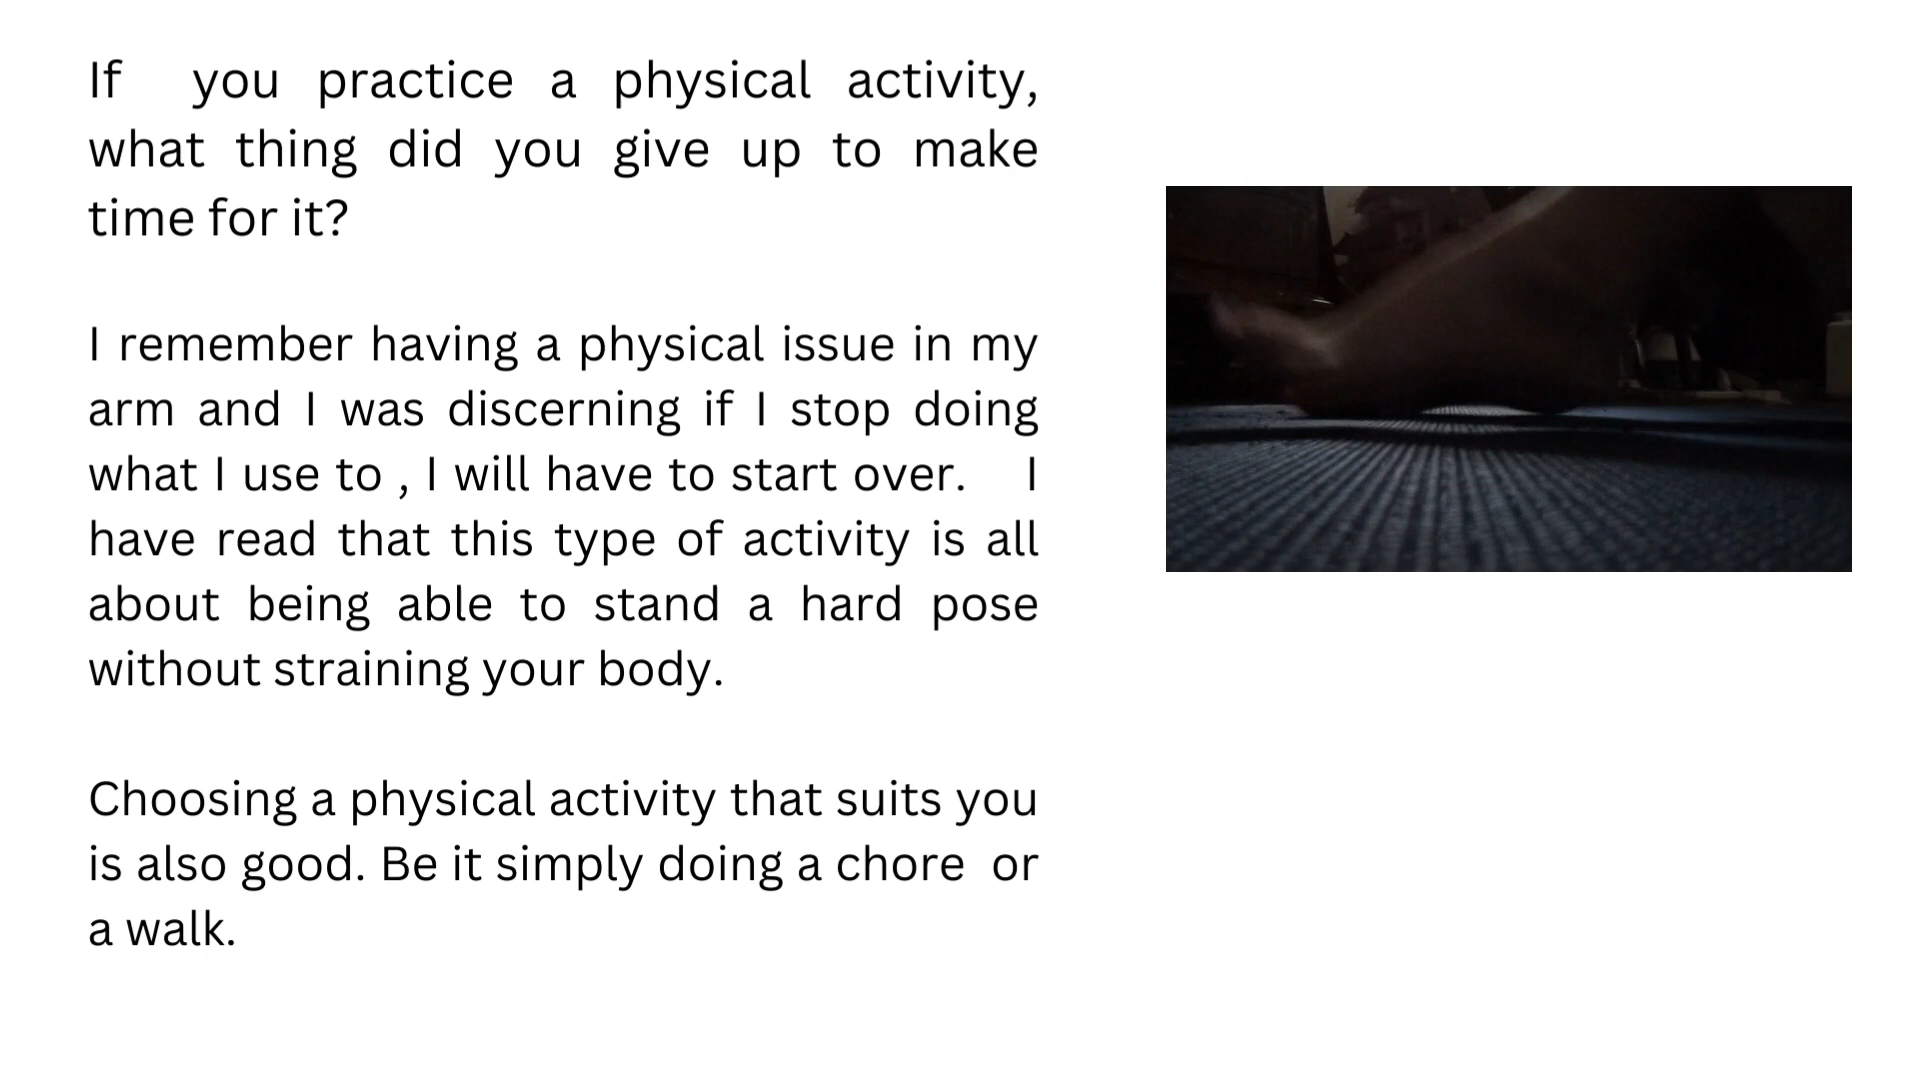 If you practice a physical activity,
what thing did you give up to make
time for it?
I remember having a physical issue in my
arm and I was discerning if I stop doing
what I use to , I will have to start over. I
have read that this type of activity is all
about being able to stand a hard pose
without straining your body.
Choosing a physical activity that suits you
is also good. Be it simply doing a chore or
a walk.